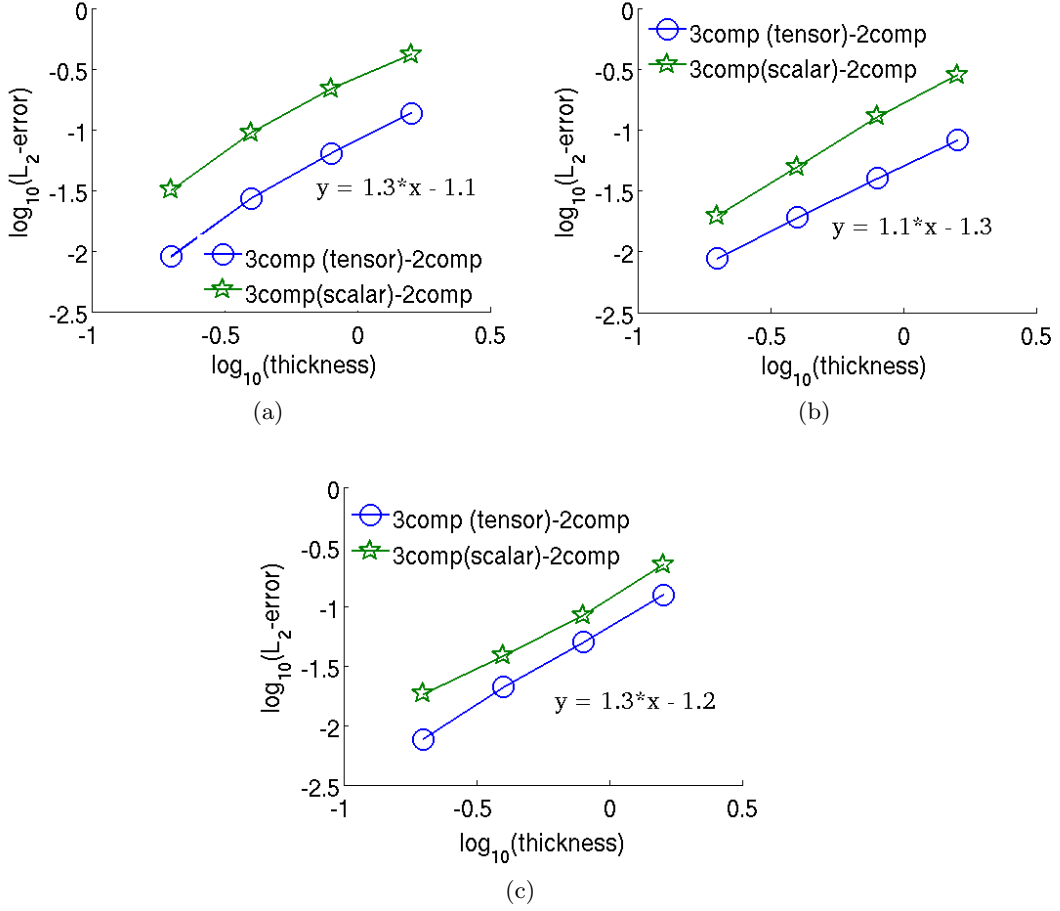 0
-0.5
-1
-1.5
-2
-2.5
-1
-0.5
0
0.5
log10(L2-error)
log10(thickness)
y = 1.3*x - 1.1
3comp (tensor)-2comp
3comp(scalar)-2comp
(a)
0
-0.5
-1
-1.5
-2
-2.5
-1
-0.5
0
0.5
log10(L2-error)
log10(thickness)
3comp (tensor)-2comp
3comp(scalar)-2comp
y = 1.1*x - 1.3
(b)
0
-0.5
-1
-1.5
-2
-2.5
-1
-0.5
0
0.5
log10(L2-error)
log10(thickness)
3comp (tensor)-2comp
3comp(scalar)-2comp
y = 1.3*x - 1.2
(c)